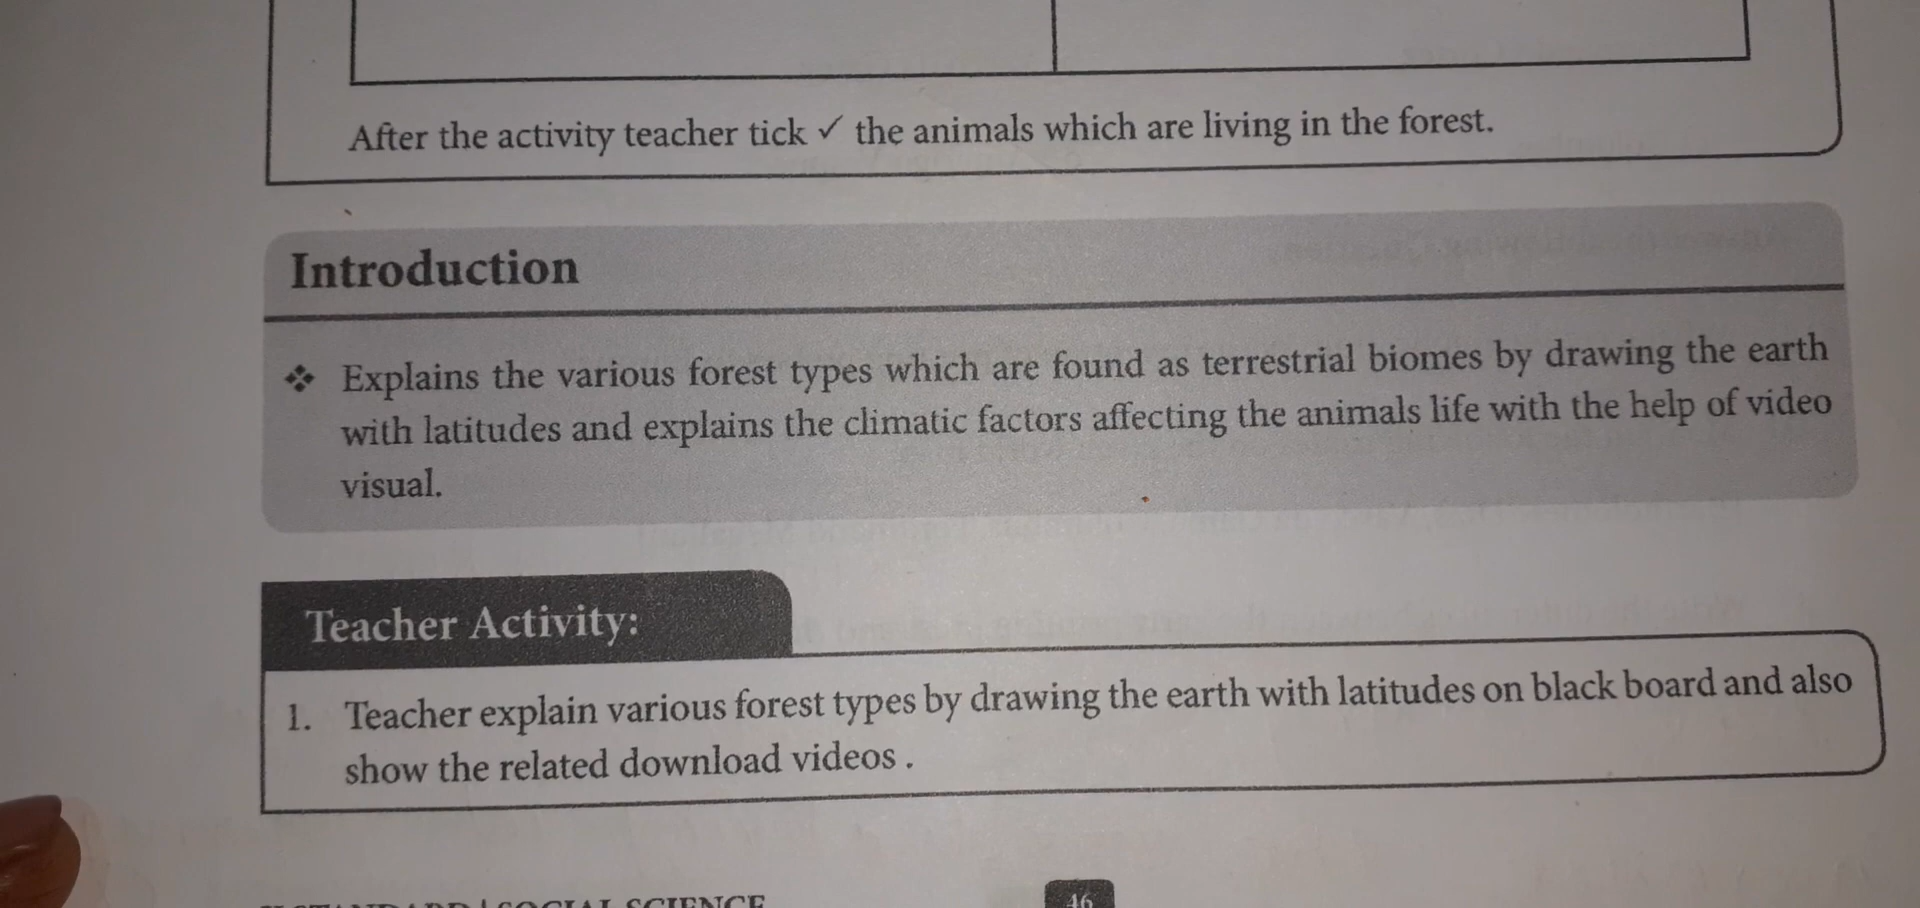 After the activity teacher tick ✓ the animals which are living in the forest.
Introduction
❖ Explains the various forest types which are found as terrestrial biomes by drawing the earth
with latitudes and explains the climatic factors affecting the animals life with the help of video
visual.
Teacher Activity:
1. Teacher explain various forest types by drawing the earth with latitudes on black board and also
show the related download videos .
STANDARD | SOCIAL SCIENCE
46